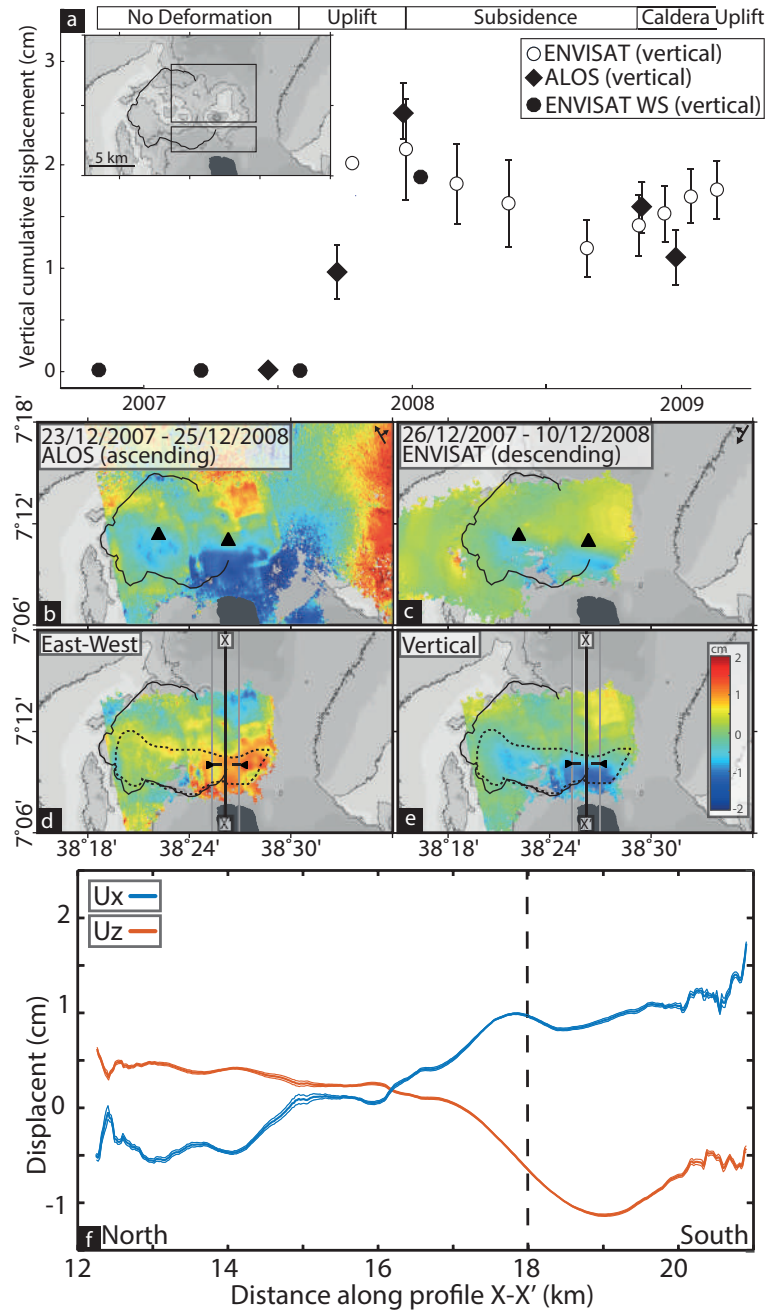 a
No Deformation
Uplift
Subsidence
Caldera Uplift
Vertical cumulative displacement (cm)
3
2
1
0
5 km
ENVISAT (vertical)
ALOS (vertical)
ENVISAT WS (vertical)
2007
2008
2009
7°18'
7°12'
7°06'
23/12/2007 - 25/12/2008
ALOS (ascending)
b
26/12/2007 - 10/12/2008
ENVISAT (descending)
c
7°12'
7°06'
East-West
X
X'
d
Vertical
X
X'
e
cm
2
1
0
-1
-2
38°18'
38°24'
38°30'
38°18'
38°24'
38°30'
Ux
Uz
Displacent (cm)
2
1
0
-1
f
North
South
12
14
16
18
20
Distance along profile X-X' (km)